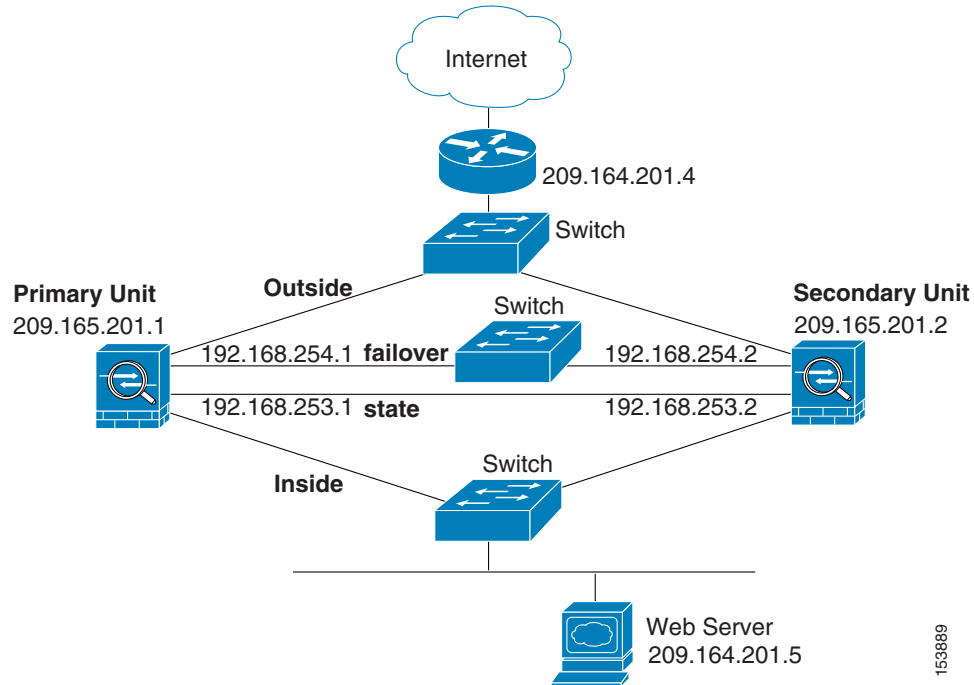 Internet
209.164.201.4
Switch
Outside
Primary Unit
209.165.201.1
Switch
Secondary Unit
209.165.201.2
192.168.254.1 failover
192.168.254.2
192.168.253.1 state
192.168.253.2
Switch
Inside
Web Server
209.164.201.5
153889